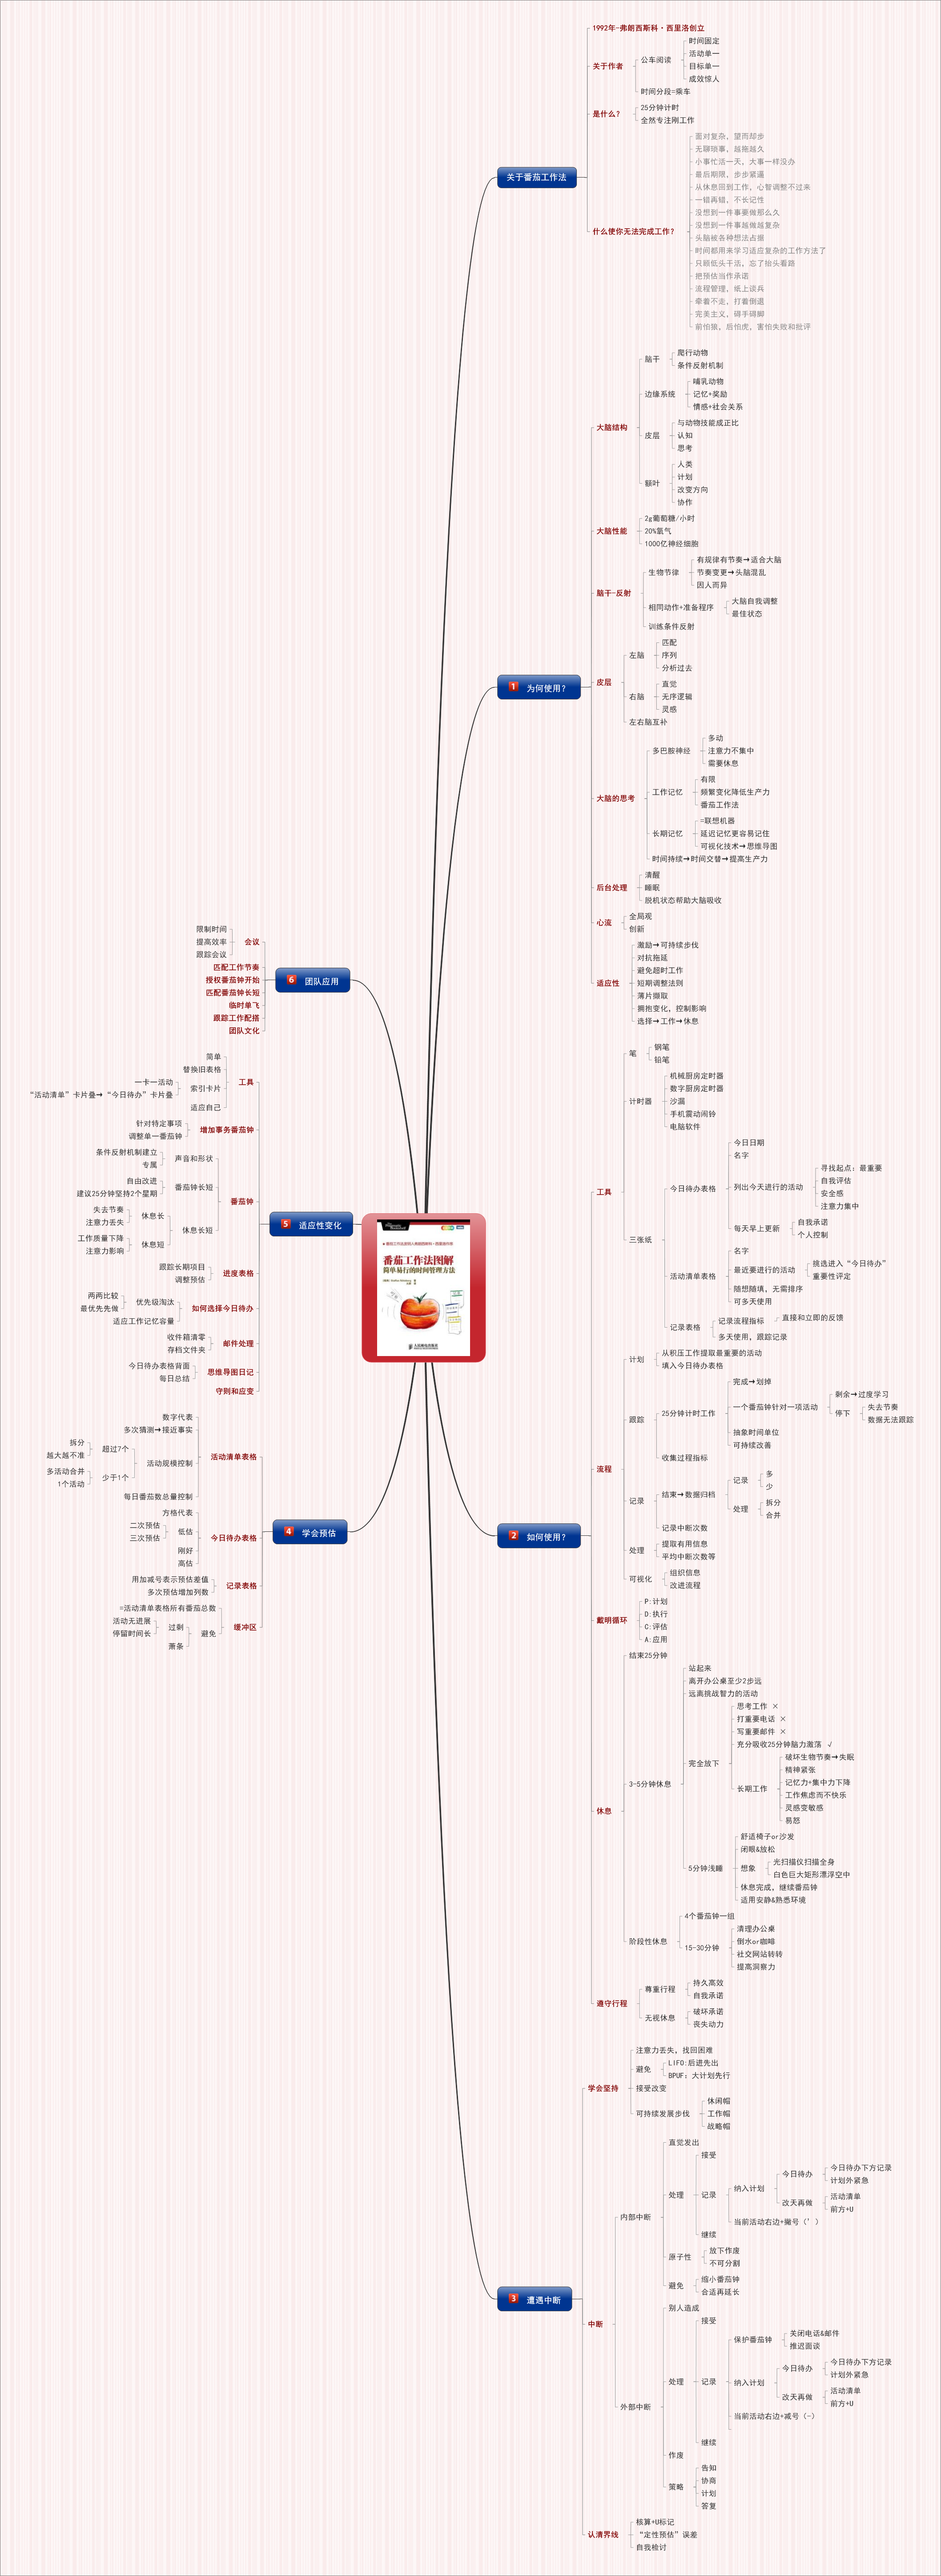 1992年-弗朗西斯科·西里洛创立
关于作者
公车阅读
时间固定
活动单一
目标单一
成效惊人
时间分段=乘车
是什么？
25分钟计时
全然专注刚工作
关于番茄工作法
什么使你无法完成工作？
面对复杂，望而却步
无聊琐事，越拖越久
小事忙活一天，大事一样没办
最后期限，步步紧逼
从休息回到工作，心智调整不过来
一错再错，不长记性
没想到一件事要做那么久
没想到一件事越做越复杂
头脑被各种想法占据
时间都用来学习适应复杂的工作方法了
只顾低头干活，忘了抬头看路
把预估当作承诺
流程管理，纸上谈兵
牵着不走，打着倒退
完美主义，碍手碍脚
前怕狼，后怕虎，害怕失败和批评
1 为何使用？
大脑结构
脑干
爬行动物
条件反射机制
边缘系统
哺乳动物
记忆+奖励
情感+社会关系
皮层
与动物技能成正比
认知
思考
额叶
人类
计划
改变方向
协作
大脑性能
2g葡萄糖/小时
20%氧气
1000亿神经细胞
脑干-反射
生物节律
有规律有节奏→适合大脑
节奏变更→头脑混乱
因人而异
相同动作+准备程序
大脑自我调整
最佳状态
训练条件反射
皮层
左脑
匹配
序列
分析过去
右脑
直觉
无序逻辑
灵感
左右脑互补
大脑的思考
多巴胺神经
多动
注意力不集中
需要休息
工作记忆
有限
频繁变化降低生产力
番茄工作法
长期记忆
=联想机器
延迟记忆更容易记住
可视化技术→思维导图
时间持续→时间交替→提高生产力
后台处理
清醒
睡眠
脱机状态帮助大脑吸收
心流
全局观
创新
适应性
激励→可持续步伐
对抗拖延
避免超时工作
短期调整法则
薄片撷取
拥抱变化，控制影响
选择→工作→休息
2 如何使用？
工具
笔
钢笔
铅笔
计时器
机械厨房定时器
数字厨房定时器
沙漏
手机震动闹铃
电脑软件
三张纸
今日待办表格
今日日期
名字
列出今天进行的活动
寻找起点：最重要
自我评估
安全感
注意力集中
每天早上更新
自我承诺
个人控制
活动清单表格
名字
最近要进行的活动
挑选进入“今日待办”
重要性评定
随想随填，无需排序
可多天使用
记录表格
记录流程指标
直接和立即的反馈
多天使用，跟踪记录
流程
计划
从积压工作提取最重要的活动
填入今日待办表格
跟踪
25分钟计时工作
完成→划掉
一个番茄钟针对一项活动
剩余→过度学习
停下
失去节奏
数据无法跟踪
抽象时间单位
可持续改善
收集过程指标
记录
结束→数据归档
记录
多
少
处理
拆分
合并
记录中断次数
处理
提取有用信息
平均中断次数等
可视化
组织信息
改进流程
戴明循环
P:计划
D:执行
C:评估
A:应用
休息
结束25分钟
3-5分钟休息
站起来
离开办公桌至少2步远
远离挑战智力的活动
完全放下
思考工作 ×
打重要电话 ×
写重要邮件 ×
充分吸收25分钟脑力激荡 √
长期工作
破坏生物节奏→失眠
精神紧张
记忆力+集中力下降
工作焦虑而不快乐
灵感变敏感
易怒
5分钟浅睡
舒适椅子or沙发
闭眼&放松
想象
光扫描仪扫描全身
白色巨大矩形漂浮空中
休息完成，继续番茄钟
适用安静&熟悉环境
阶段性休息
4个番茄钟一组
15-30分钟
清理办公桌
倒水or咖啡
社交网站转转
提高洞察力
遵守行程
尊重行程
持久高效
自我承诺
无视休息
破坏承诺
丧失动力
3 遭遇中断
学会坚持
注意力丢失，找回困难
避免
LIFO:后进先出
BPUF：大计划先行
接受改变
可持续发展步伐
休闲帽
工作帽
战略帽
中断
内部中断
直觉发出
处理
接受
记录
纳入计划
今日待办
今日待办下方记录
计划外紧急
改天再做
活动清单
前方+U
当前活动右边+撇号（'）
继续
原子性
放下作废
不可分割
避免
缩小番茄钟
合适再延长
外部中断
别人造成
处理
接受
记录
保护番茄钟
关闭电话&邮件
推迟面谈
纳入计划
今日待办
今日待办下方记录
计划外紧急
改天再做
活动清单
前方+U
当前活动右边+减号（-）
继续
作废
策略
告知
协商
计划
答复
认清界线
核算+U标记
“定性预估”误差
自我检讨
6 团队应用
会议
限制时间
提高效率
跟踪会议
匹配工作节奏
授权番茄钟开始
匹配番茄钟长短
临时单飞
跟踪工作配搭
团队文化
5 适应性变化
工具
简单
替换旧表格
索引卡片
一卡一活动
“活动清单”卡片叠→“今日待办”卡片叠
适应自己
增加事务番茄钟
针对特定事项
调整单一番茄钟
番茄钟
声音和形状
条件反射机制建立
专属
番茄钟长短
自由改进
建议25分钟坚持2个星期
休息长短
休息长
失去节奏
注意力丢失
休息短
工作质量下降
注意力影响
进度表格
跟踪长期项目
调整预估
如何选择今日待办
优先级淘汰
两两比较
最优先先做
适应工作记忆容量
邮件处理
收件箱清零
存档文件夹
思维导图日记
今日待办表格背面
每日总结
守则和应变
4 学会预估
活动清单表格
数字代表
多次猜测→接近事实
活动规模控制
超过7个
拆分
越大越不准
少于1个
多活动合并
1个活动
每日番茄数总量控制
今日待办表格
方格代表
低估
二次预估
三次预估
刚好
高估
记录表格
用加减号表示预估差值
多次预估增加列数
缓冲区
=活动清单表格所有番茄总数
避免
过剩
活动无进展
停留时间长
萧条
番茄工作法图解
简单易行的时间管理方法
人民邮电出版社